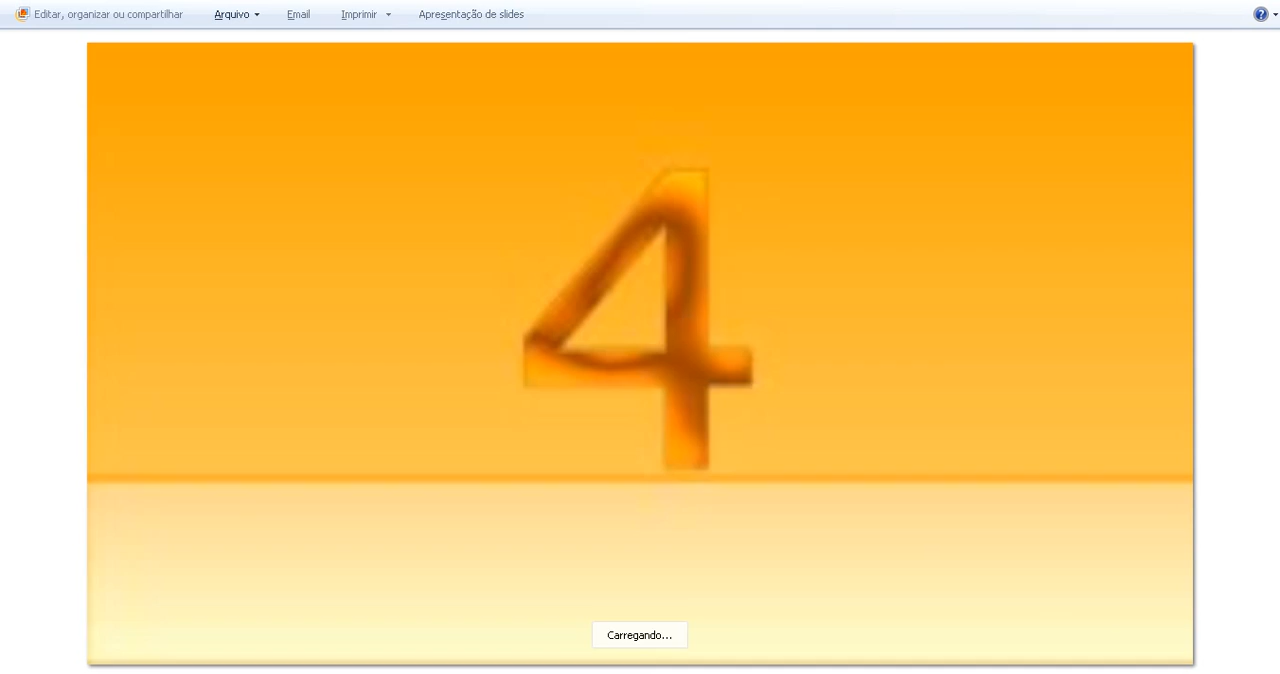 Editar, organizar ou compartilhar Arquivo Email Imprimir Apresentação de slides ?
4
Carregando...